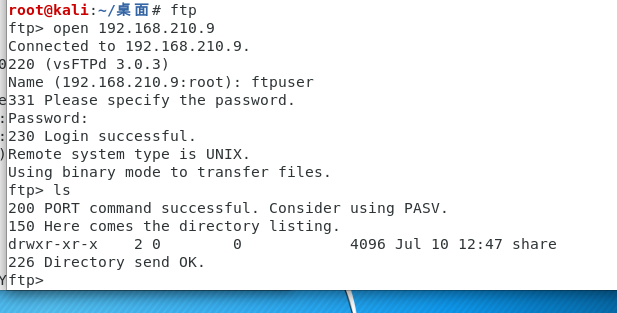 root@kali:~/桌面# ftp
ftp> open 192.168.210.9
Connected to 192.168.210.9.
220 (vsFTPd 3.0.3)
Name (192.168.210.9:root): ftpuser
331 Please specify the password.
Password:
230 Login successful.
Remote system type is UNIX.
Using binary mode to transfer files.
ftp> ls
200 PORT command successful. Consider using PASV.
150 Here comes the directory listing.
drwxr-xr-x    2 0        0            4096 Jul 10 12:47 share
226 Directory send OK.
ftp>